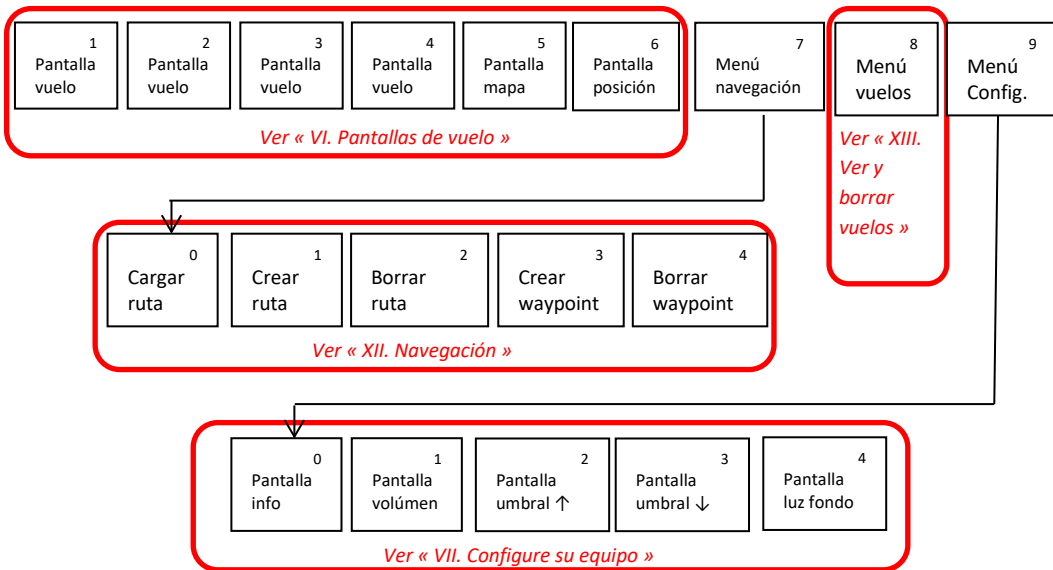 1
Pantalla
vuelo
2
Pantalla
vuelo
3
Pantalla
vuelo
4
Pantalla
vuelo
5
Pantalla
mapa
6
Pantalla
posición
7
Menú
navegación
8
Menú
vuelos
9
Menú
Config.
Ver « VI. Pantallas de vuelo »
Ver « XIII.
Ver y
borrar
vuelos »
0
Cargar
ruta
1
Crear
ruta
2
Borrar
ruta
3
Crear
waypoint
4
Borrar
waypoint
Ver « XII. Navegación »
0
Pantalla
info
1
Pantalla
volúmen
2
Pantalla
umbral ↑
3
Pantalla
umbral ↓
4
Pantalla
luz fondo
Ver « VII. Configure su equipo »